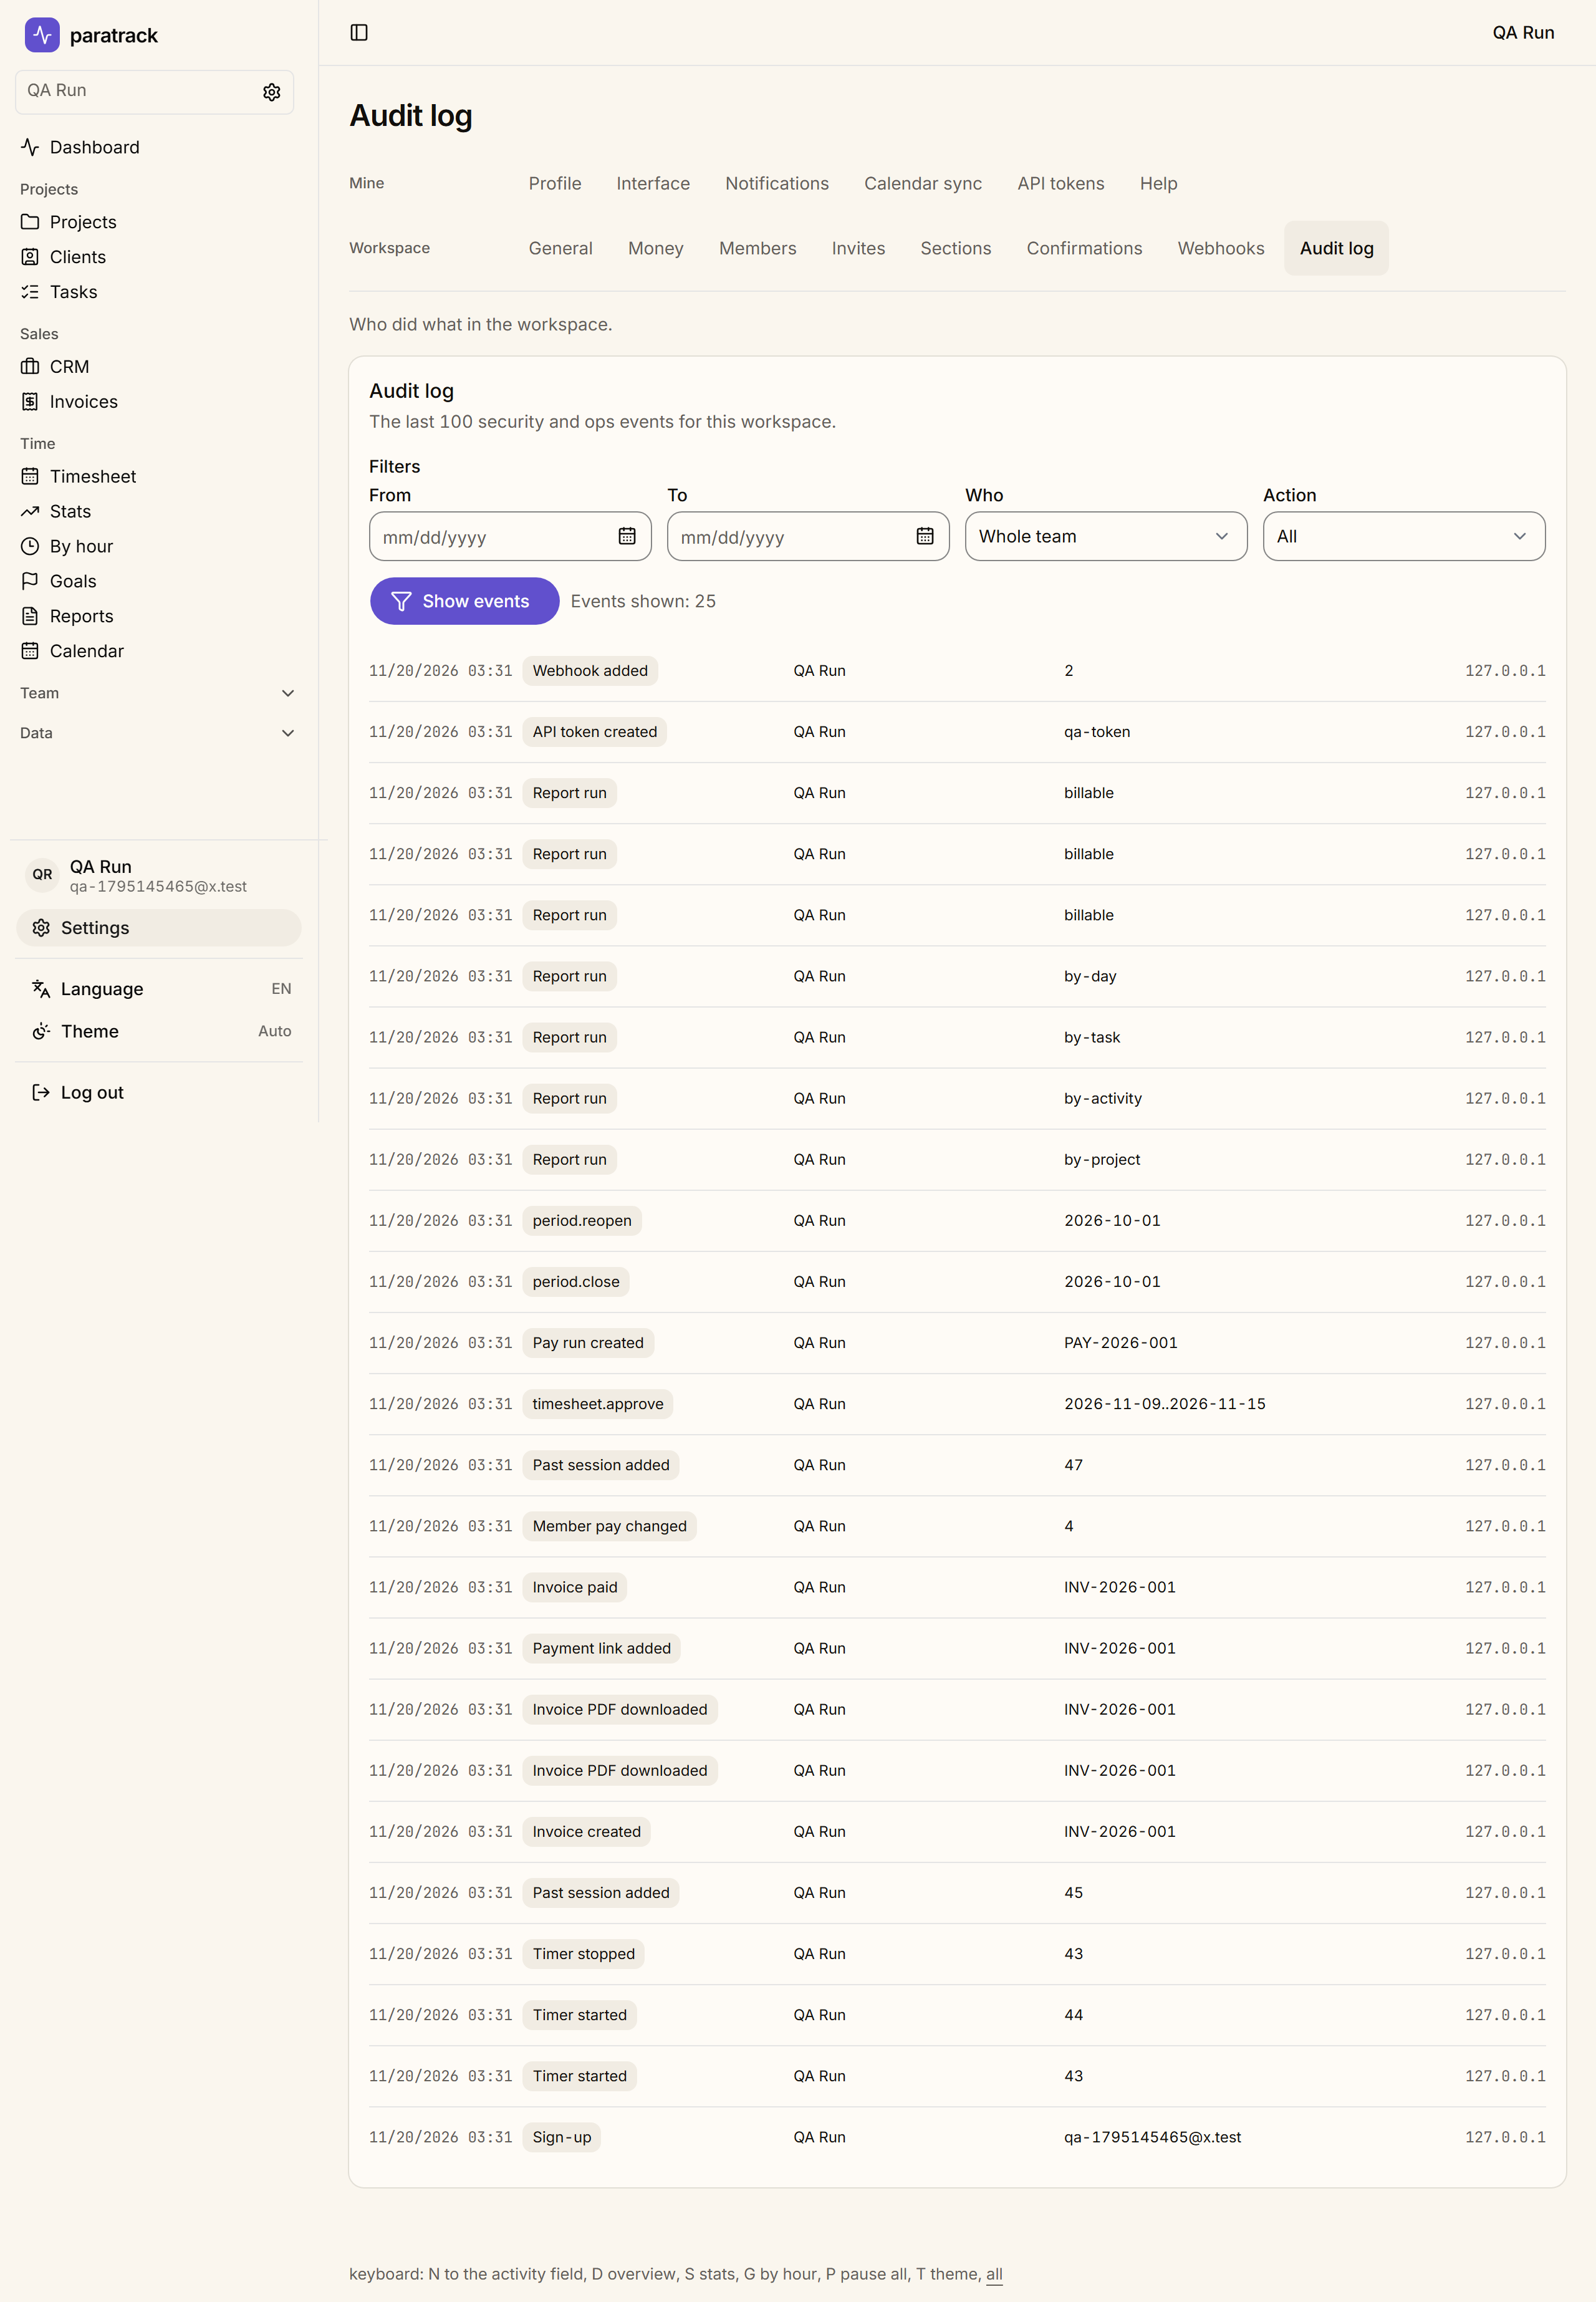 paratrack
QA Run
Dashboard
Projects
Projects
Clients
Tasks
Sales
CRM
Invoices
Time
Timesheet
Stats
By hour
Goals
Reports
Calendar
Team
Data
QR
QA Run
qa-1795145465@x.test
Settings
Language EN
Theme Auto
Log out
QA Run
Audit log
Mine Profile Interface Notifications Calendar sync API tokens Help
Workspace General Money Members Invites Sections Confirmations Webhooks Audit log
Who did what in the workspace.
Audit log
The last 100 security and ops events for this workspace.
Filters
From To Who Action
mm/dd/yyyy mm/dd/yyyy Whole team All
Show events Events shown: 25
11/20/2026 03:31 Webhook added QA Run 2 127.0.0.1
11/20/2026 03:31 API token created QA Run qa-token 127.0.0.1
11/20/2026 03:31 Report run QA Run billable 127.0.0.1
11/20/2026 03:31 Report run QA Run billable 127.0.0.1
11/20/2026 03:31 Report run QA Run billable 127.0.0.1
11/20/2026 03:31 Report run QA Run by-day 127.0.0.1
11/20/2026 03:31 Report run QA Run by-task 127.0.0.1
11/20/2026 03:31 Report run QA Run by-activity 127.0.0.1
11/20/2026 03:31 Report run QA Run by-project 127.0.0.1
11/20/2026 03:31 period.reopen QA Run 2026-10-01 127.0.0.1
11/20/2026 03:31 period.close QA Run 2026-10-01 127.0.0.1
11/20/2026 03:31 Pay run created QA Run PAY-2026-001 127.0.0.1
11/20/2026 03:31 timesheet.approve QA Run 2026-11-09..2026-11-15 127.0.0.1
11/20/2026 03:31 Past session added QA Run 47 127.0.0.1
11/20/2026 03:31 Member pay changed QA Run 4 127.0.0.1
11/20/2026 03:31 Invoice paid QA Run INV-2026-001 127.0.0.1
11/20/2026 03:31 Payment link added QA Run INV-2026-001 127.0.0.1
11/20/2026 03:31 Invoice PDF downloaded QA Run INV-2026-001 127.0.0.1
11/20/2026 03:31 Invoice PDF downloaded QA Run INV-2026-001 127.0.0.1
11/20/2026 03:31 Invoice created QA Run INV-2026-001 127.0.0.1
11/20/2026 03:31 Past session added QA Run 45 127.0.0.1
11/20/2026 03:31 Timer stopped QA Run 43 127.0.0.1
11/20/2026 03:31 Timer started QA Run 44 127.0.0.1
11/20/2026 03:31 Timer started QA Run 43 127.0.0.1
11/20/2026 03:31 Sign-up QA Run qa-1795145465@x.test 127.0.0.1
keyboard: N to the activity field, D overview, S stats, G by hour, P pause all, T theme, all